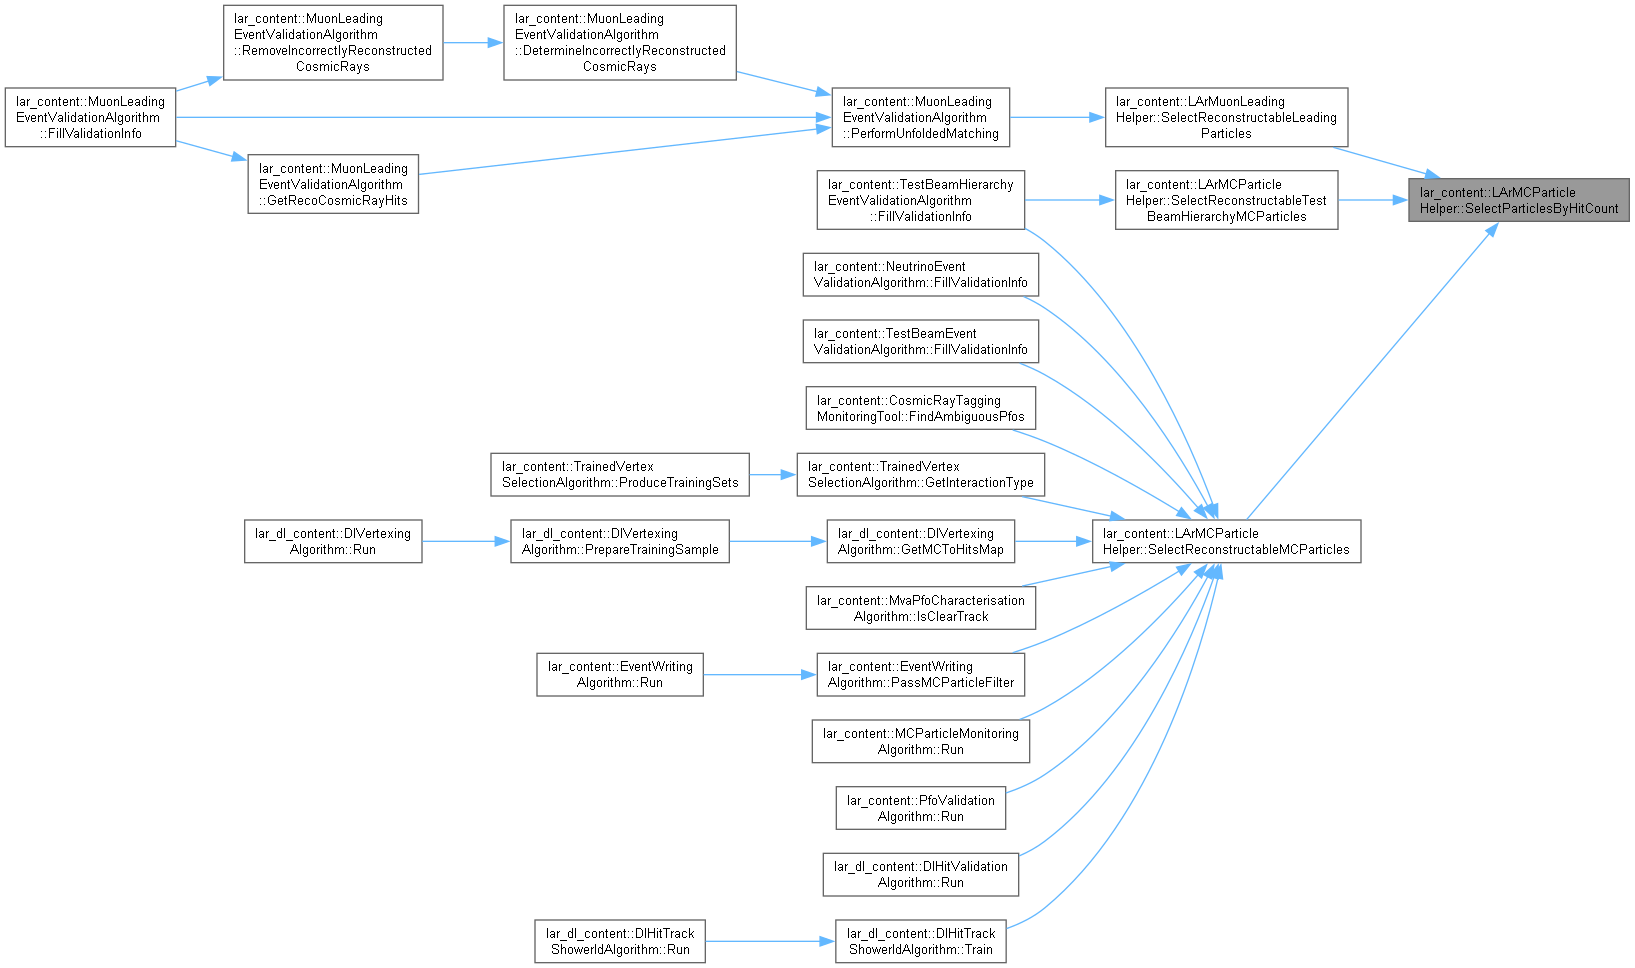 lar_content::MuonLeading
EventValidationAlgorithm
::RemoveIncorrectlyReconstructed
CosmicRays
lar_content::MuonLeading
EventValidationAlgorithm
::DetermineIncorrectlyReconstructed
CosmicRays
lar_content::MuonLeading
EventValidationAlgorithm
::FillValidationInfo
lar_content::MuonLeading
EventValidationAlgorithm
::PerformUnfoldedMatching
lar_content::LArMuonLeading
Helper::SelectReconstructableLeading
Particles
lar_content::MuonLeading
EventValidationAlgorithm
::GetRecoCosmicRayHits
lar_content::TestBeamHierarchy
EventValidationAlgorithm
::FillValidationInfo
lar_content::LArMCParticle
Helper::SelectReconstructableTest
BeamHierarchyMCParticles
lar_content::LArMCParticle
Helper::SelectParticlesByHitCount
lar_content::NeutrinoEvent
ValidationAlgorithm::FillValidationInfo
lar_content::TestBeamEvent
ValidationAlgorithm::FillValidationInfo
lar_content::CosmicRayTagging
MonitoringTool::FindAmbiguousPfos
lar_content::TrainedVertex
SelectionAlgorithm::ProduceTrainingSets
lar_content::TrainedVertex
SelectionAlgorithm::GetInteractionType
lar_dl_content::DlVertexing
Algorithm::Run
lar_dl_content::DlVertexing
Algorithm::PrepareTrainingSample
lar_dl_content::DlVertexing
Algorithm::GetMCToHitsMap
lar_content::LArMCParticle
Helper::SelectReconstructableMCParticles
lar_content::MvaPfoCharacterisation
Algorithm::IsClearTrack
lar_content::EventWriting
Algorithm::Run
lar_content::EventWriting
Algorithm::PassMCParticleFilter
lar_content::MCParticleMonitoring
Algorithm::Run
lar_content::PfoValidation
Algorithm::Run
lar_dl_content::DlHitValidation
Algorithm::Run
lar_dl_content::DlHitTrack
ShowerIdAlgorithm::Run
lar_dl_content::DlHitTrack
ShowerIdAlgorithm::Train